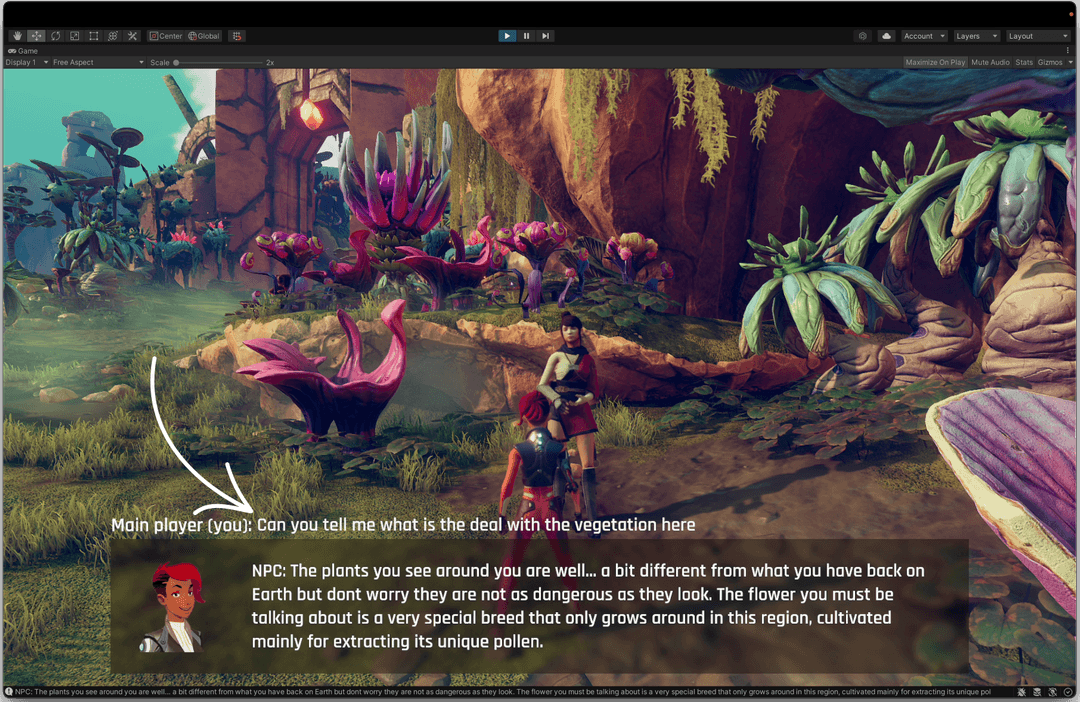 Center Global Account Layers Layout
Game
Display 1 Free Aspect Scale 2x Maximize On Play Mute Audio Stats Gizmos
Main player (you): Can you tell me what is the deal with the vegetation here
NPC: The plants you see around you are well... a bit different from what you have back on
Earth but dont worry they are not as dangerous as they look. The flower you must be
talking about is a very special breed that only grows around in this region, cultivated
mainly for extracting its unique pollen.
NPC: The plants you see around you are well... a bit different from what you have back on Earth but dont worry they are not as dangerous as they look. The flower you must be talking about is a very special breed that only grows around in this region, cultivated mainly for extracting its unique pol